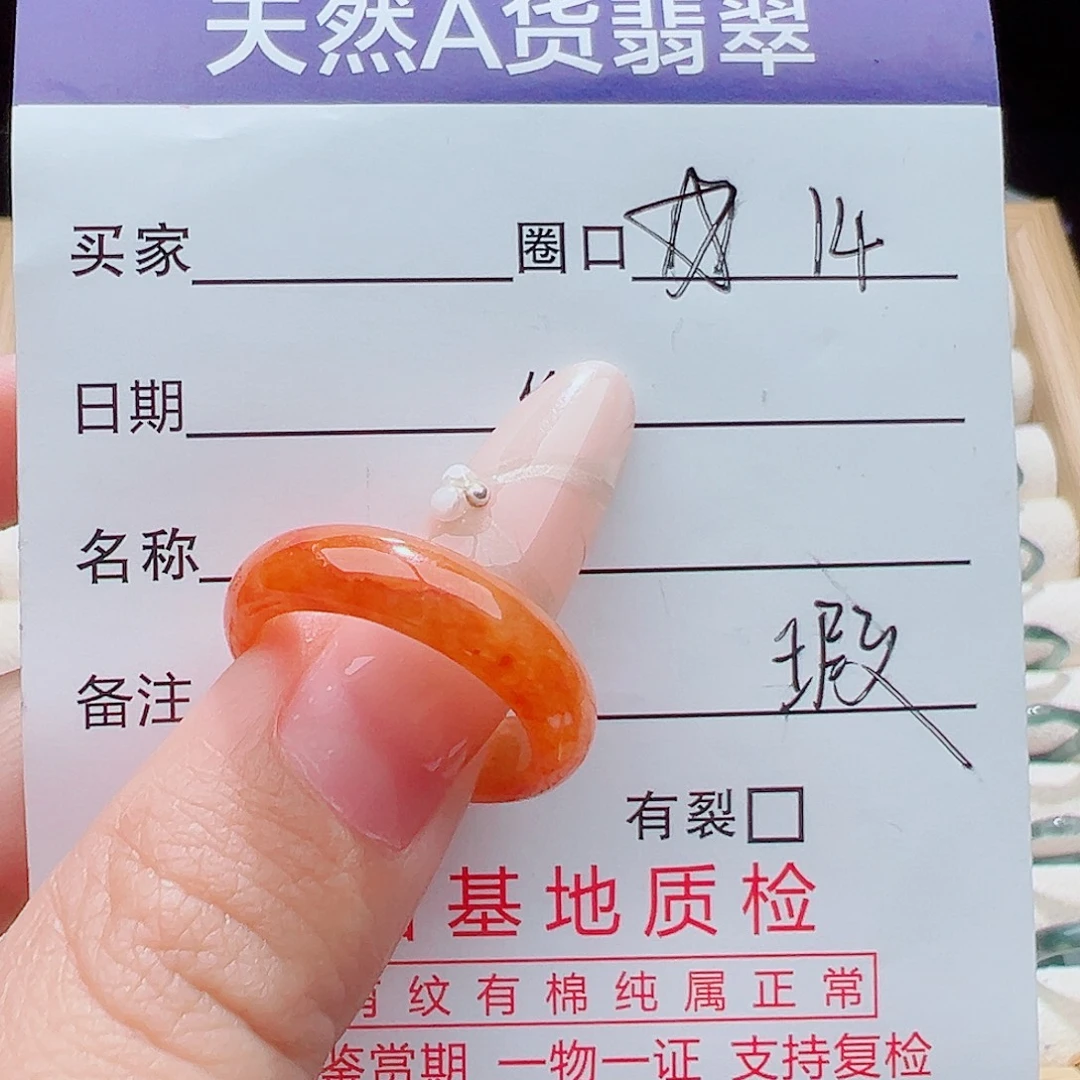 天然A货翡翠
买家 圈口 14
日期
名称
备注 瑕
有裂□
基地质检
有纹有棉纯属正常
鉴赏期 一物一证 支持复检